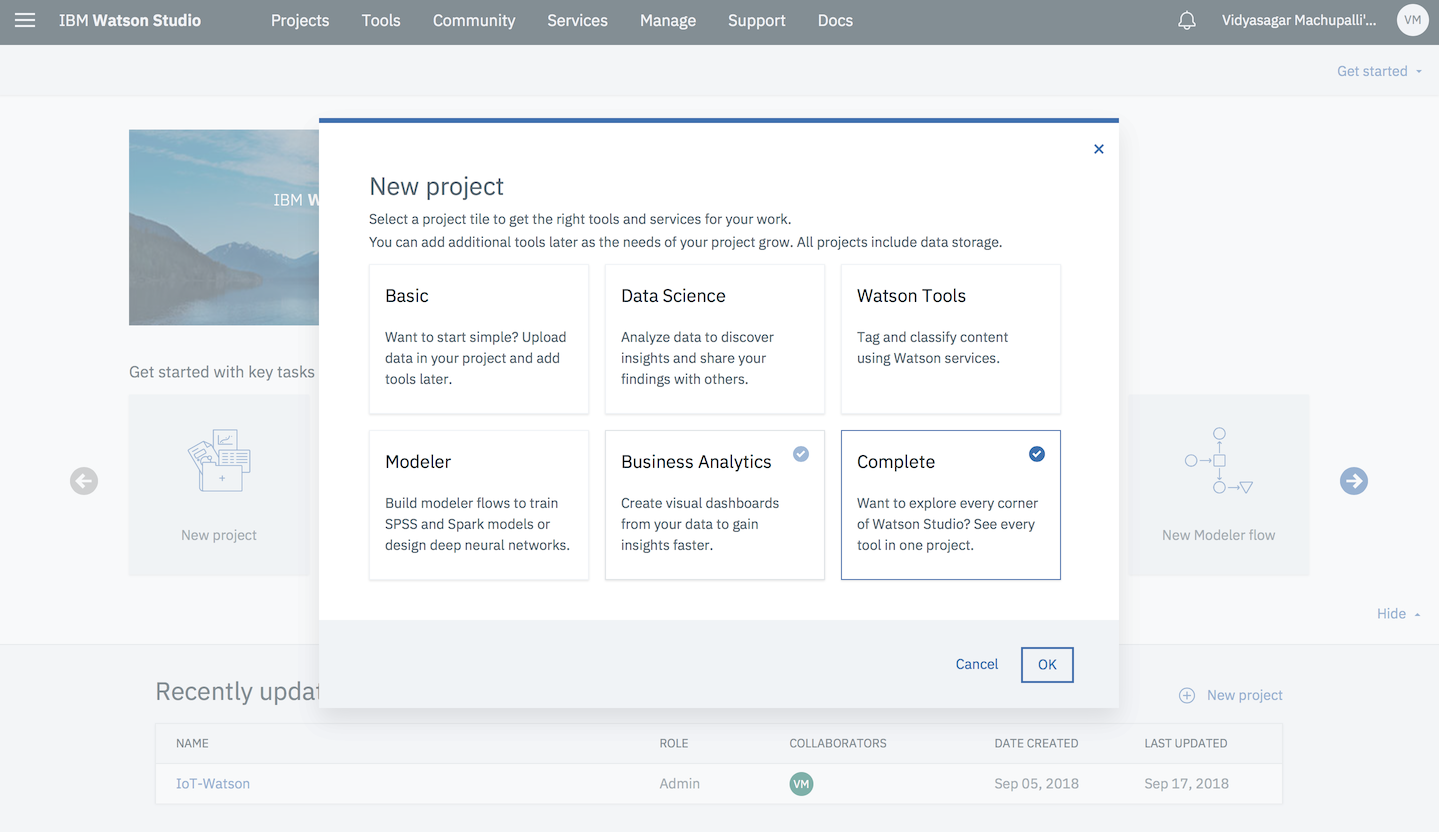 IBM Watson Studio
Projects
Tools
Community
Services
Manage
Support
Docs
Vidyasagar Machupalli'...
VM
Get started
IBM W
Get started with key tasks
New project
New Modeler flow
Hide
New project
Select a project tile to get the right tools and services for your work.
You can add additional tools later as the needs of your project grow. All projects include data storage.
Basic
Want to start simple? Upload
data in your project and add
tools later.
Data Science
Analyze data to discover
insights and share your
findings with others.
Watson Tools
Tag and classify content
using Watson services.
Modeler
Build modeler flows to train
SPSS and Spark models or
design deep neural networks.
Business Analytics
Create visual dashboards
from your data to gain
insights faster.
Complete
Want to explore every corner
of Watson Studio? See every
tool in one project.
Cancel
OK
Recently updat
New project
NAME
ROLE
COLLABORATORS
DATE CREATED
LAST UPDATED
IoT-Watson
Admin
VM
Sep 05, 2018
Sep 17, 2018